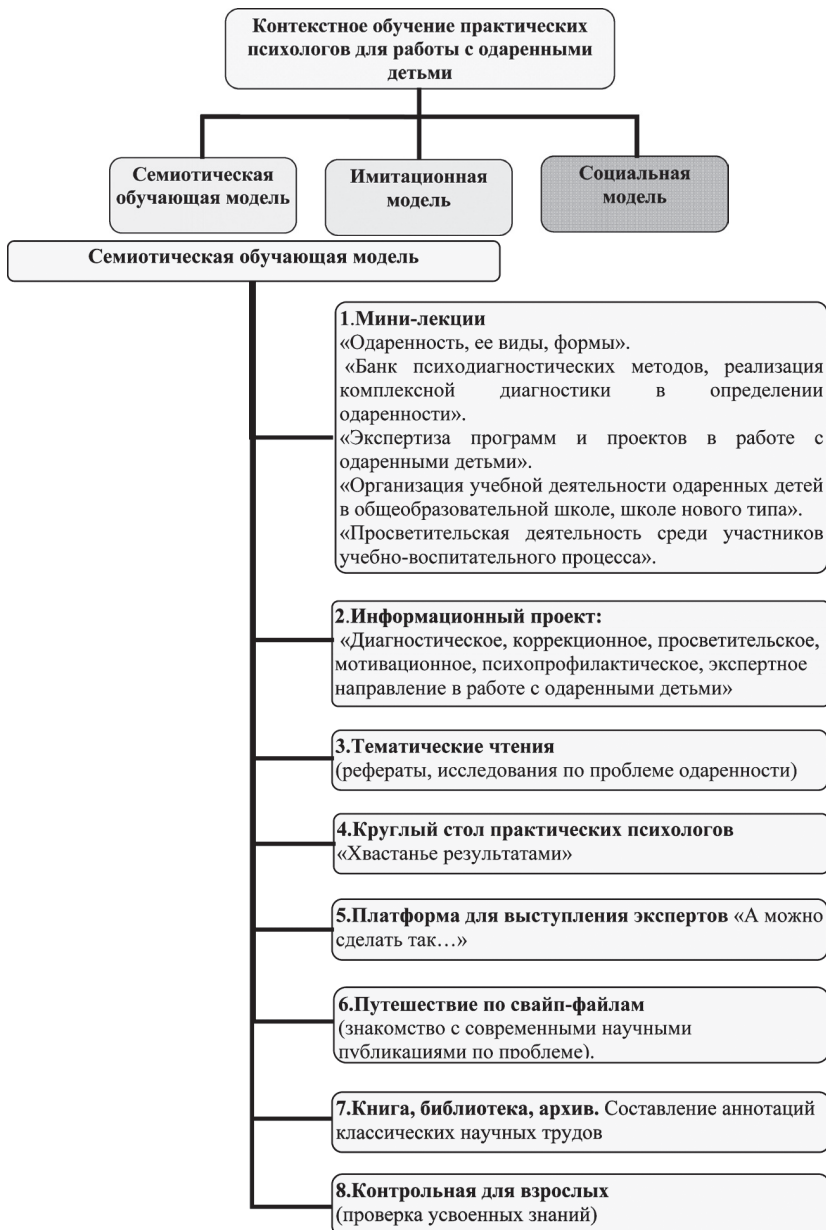 Контекстное обучение практических
психологов для работы с одаренными
детьми
Семиотическая
обучающая модель
Имитационная
модель
Социальная
модель
Семиотическая обучающая модель
1.Мини-лекции
«Одаренность, ее виды, формы».
«Банк психодиагностических методов, реализация
комплексной диагностики в определении
одаренности».
«Экспертиза программ и проектов в работе с
одаренными детьми».
«Организация учебной деятельности одаренных детей
в общеобразовательной школе, школе нового типа».
«Просветительская деятельность среди участников
учебно-воспитательного процесса».
2.Информационный проект:
«Диагностическое, коррекционное, просветительское,
мотивационное, психопрофилактическое, экспертное
направление в работе с одаренными детьми»
3.Тематические чтения
(рефераты, исследования по проблеме одаренности)
4.Круглый стол практических психологов
«Хвастанье результатами»
5.Платформа для выступления экспертов «А можно
сделать так…»
6.Путешествие по свайп-файлам
(знакомство с современными научными
публикациями по проблеме).
7.Книга, библиотека, архив. Составление аннотаций
классических научных трудов
8.Контрольная для взрослых
(проверка усвоенных знаний)